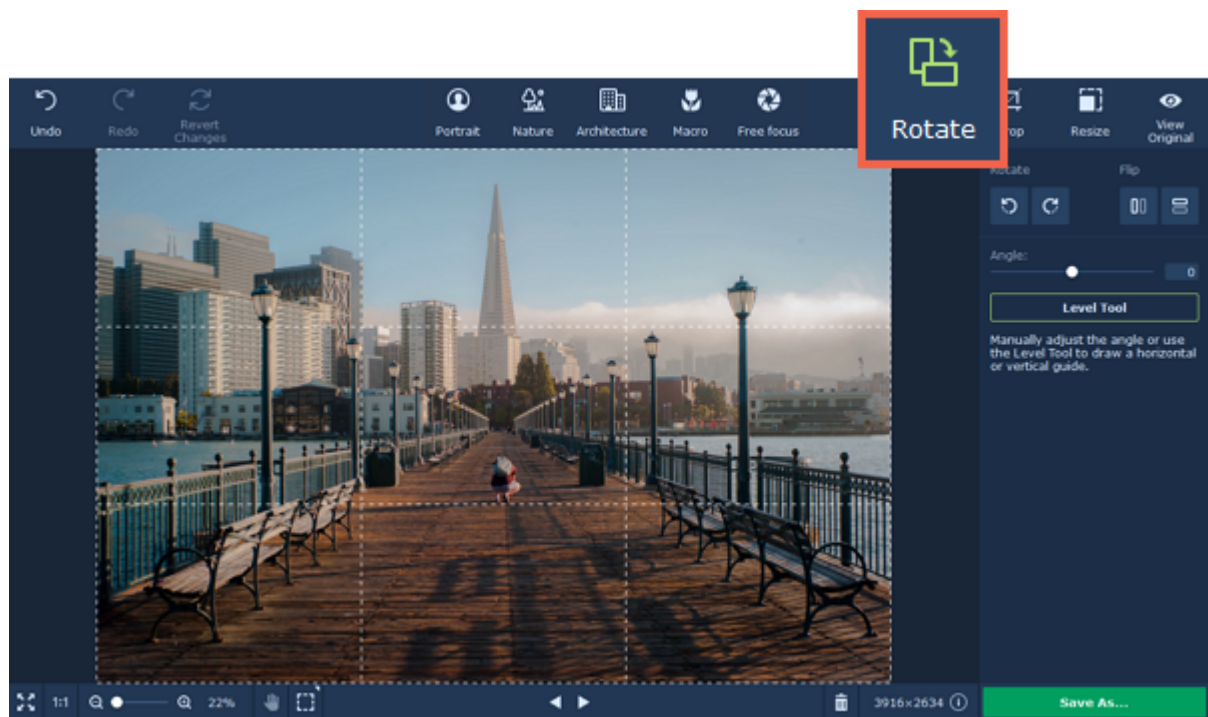 Rotate
Undo
Redo
Revert
Changes
Portrait
Nature
Architecture
Macro
Free focus
Resize
View
Original
Rotate
Flip
Angle:
0
Level Tool
Manually adjust the angle or use
the Level Tool to draw a horizontal
or vertical guide.
1:1
22%
3916×2634
Save As...